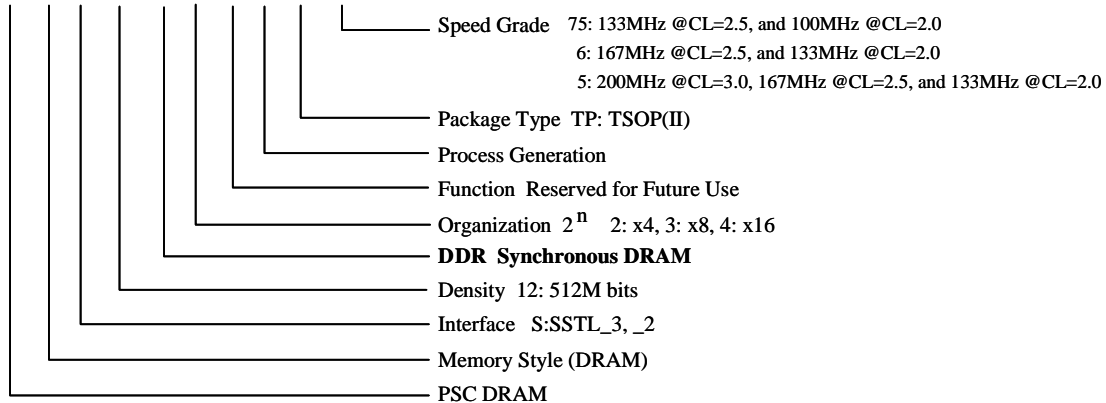 Speed Grade 75: 133MHz @CL=2.5, and 100MHz @CL=2.0
6: 167MHz @CL=2.5, and 133MHz @CL=2.0
5: 200MHz @CL=3.0, 167MHz @CL=2.5, and 133MHz @CL=2.0
Package Type TP: TSOP(II)
Process Generation
Function Reserved for Future Use
Organization 2ⁿ 2: x4, 3: x8, 4: x16
DDR Synchronous DRAM
Density 12: 512M bits
Interface S:SSTL_3, _2
Memory Style (DRAM)
PSC DRAM